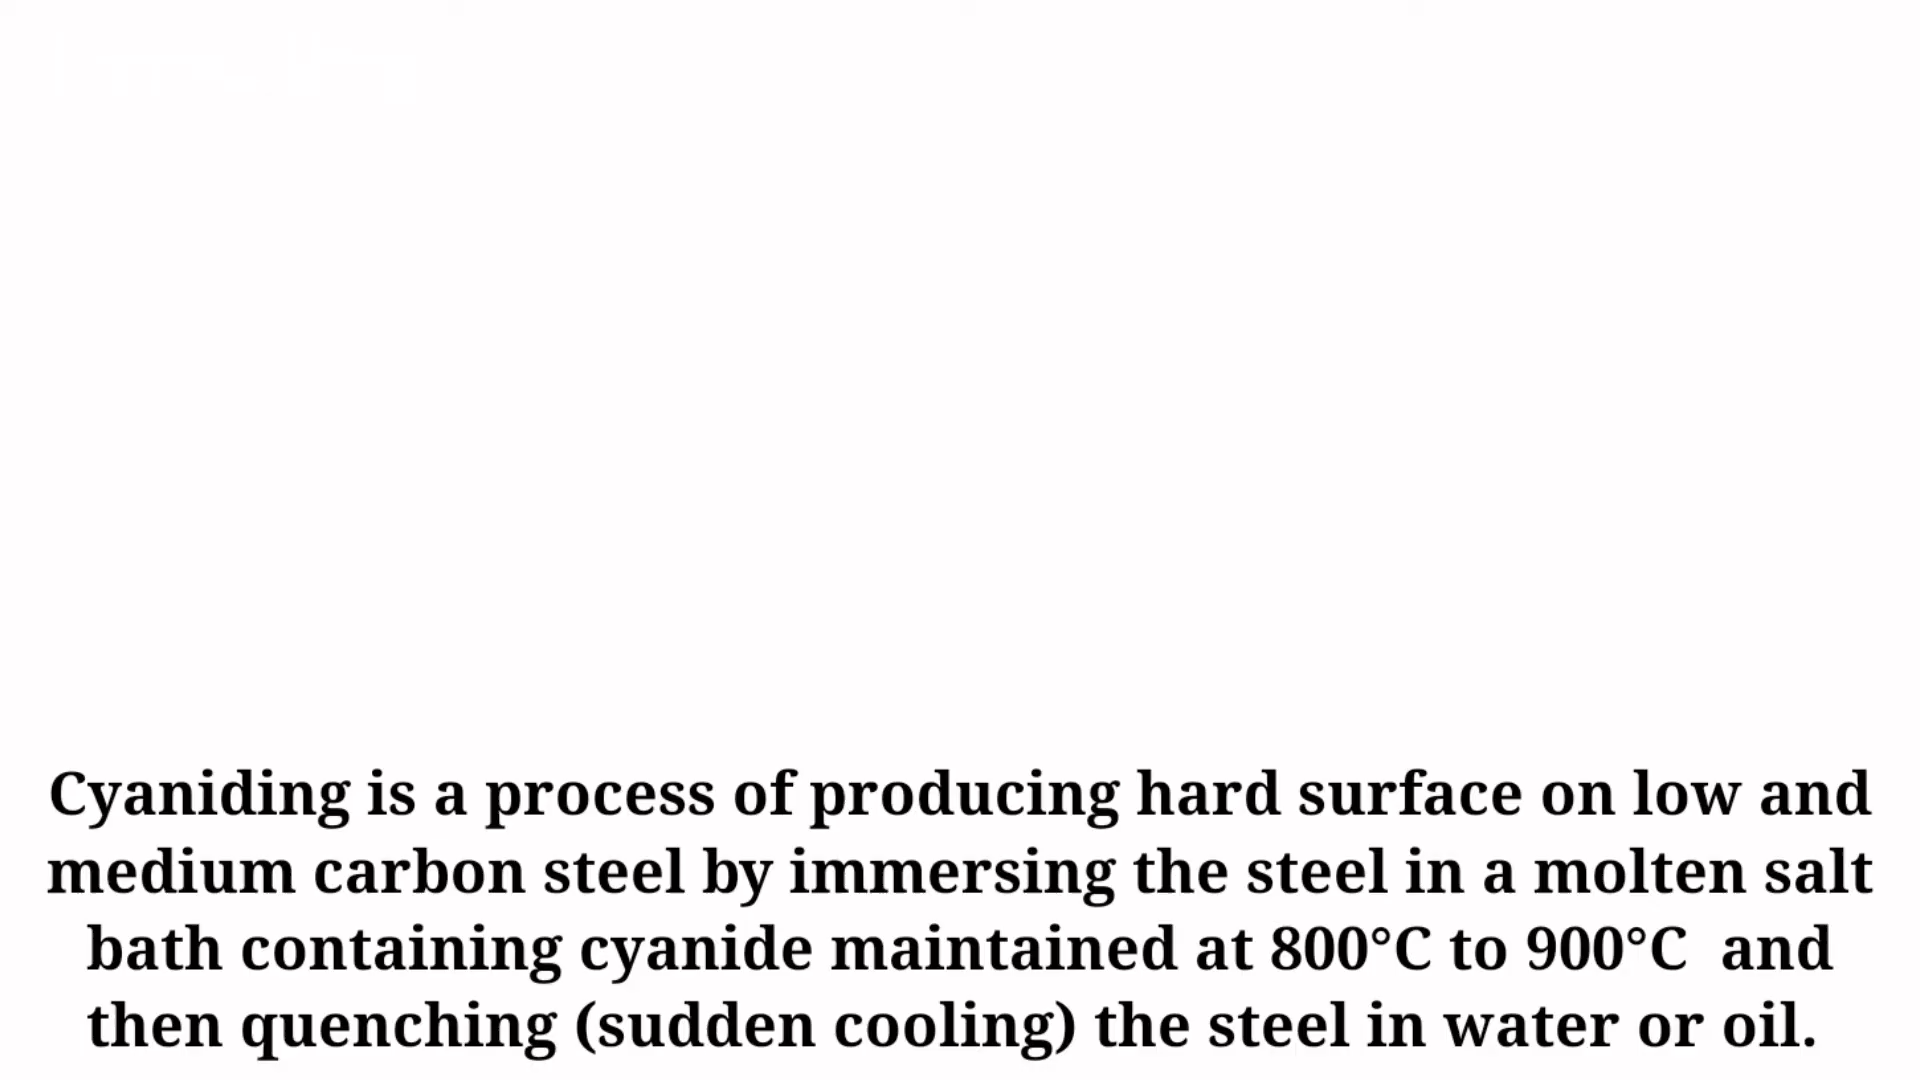 Cyaniding is a process of producing hard surface on low and
medium carbon steel by immersing the steel in a molten salt
bath containing cyanide maintained at 800°C to 900°C  and
then quenching (sudden cooling) the steel in water or oil.